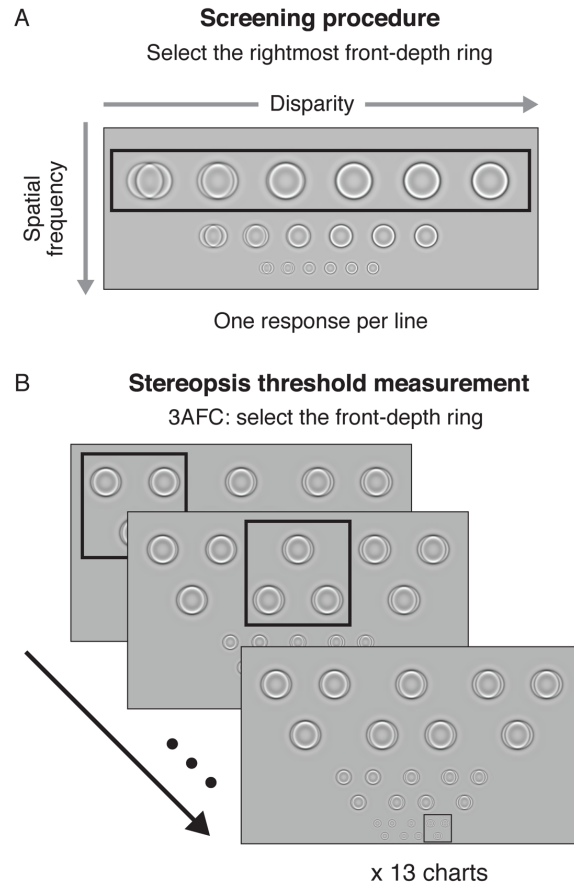 A
Screening procedure
Select the rightmost front-depth ring
Disparity
Spatial
frequency
One response per line
B
Stereopsis threshold measurement
3AFC: select the front-depth ring
x 13 charts